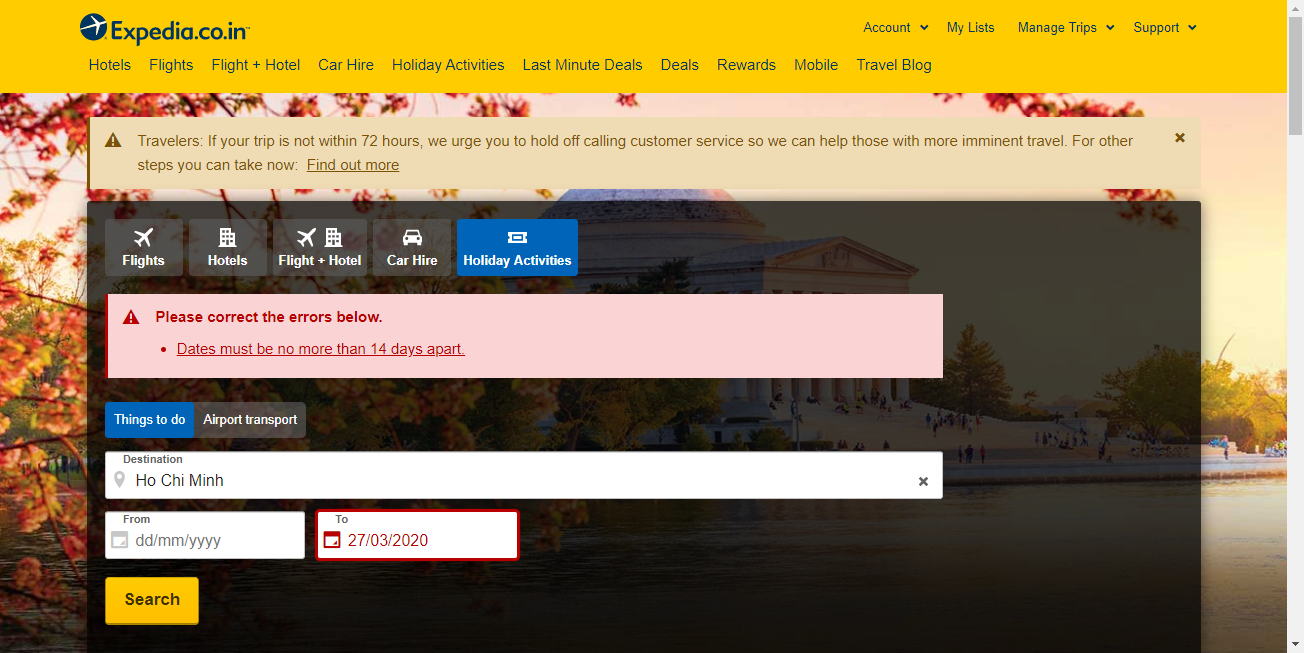 Expedia.co.in™
Account My Lists Manage Trips Support
Hotels Flights Flight + Hotel Car Hire Holiday Activities Last Minute Deals Deals Rewards Mobile Travel Blog
Travelers: If your trip is not within 72 hours, we urge you to hold off calling customer service so we can help those with more imminent travel. For other
steps you can take now: Find out more
Flights Hotels Flight + Hotel Car Hire Holiday Activities
Please correct the errors below.
• Dates must be no more than 14 days apart.
Things to do Airport transport
Destination
Ho Chi Minh
From To
dd/mm/yyyy 27/03/2020
Search